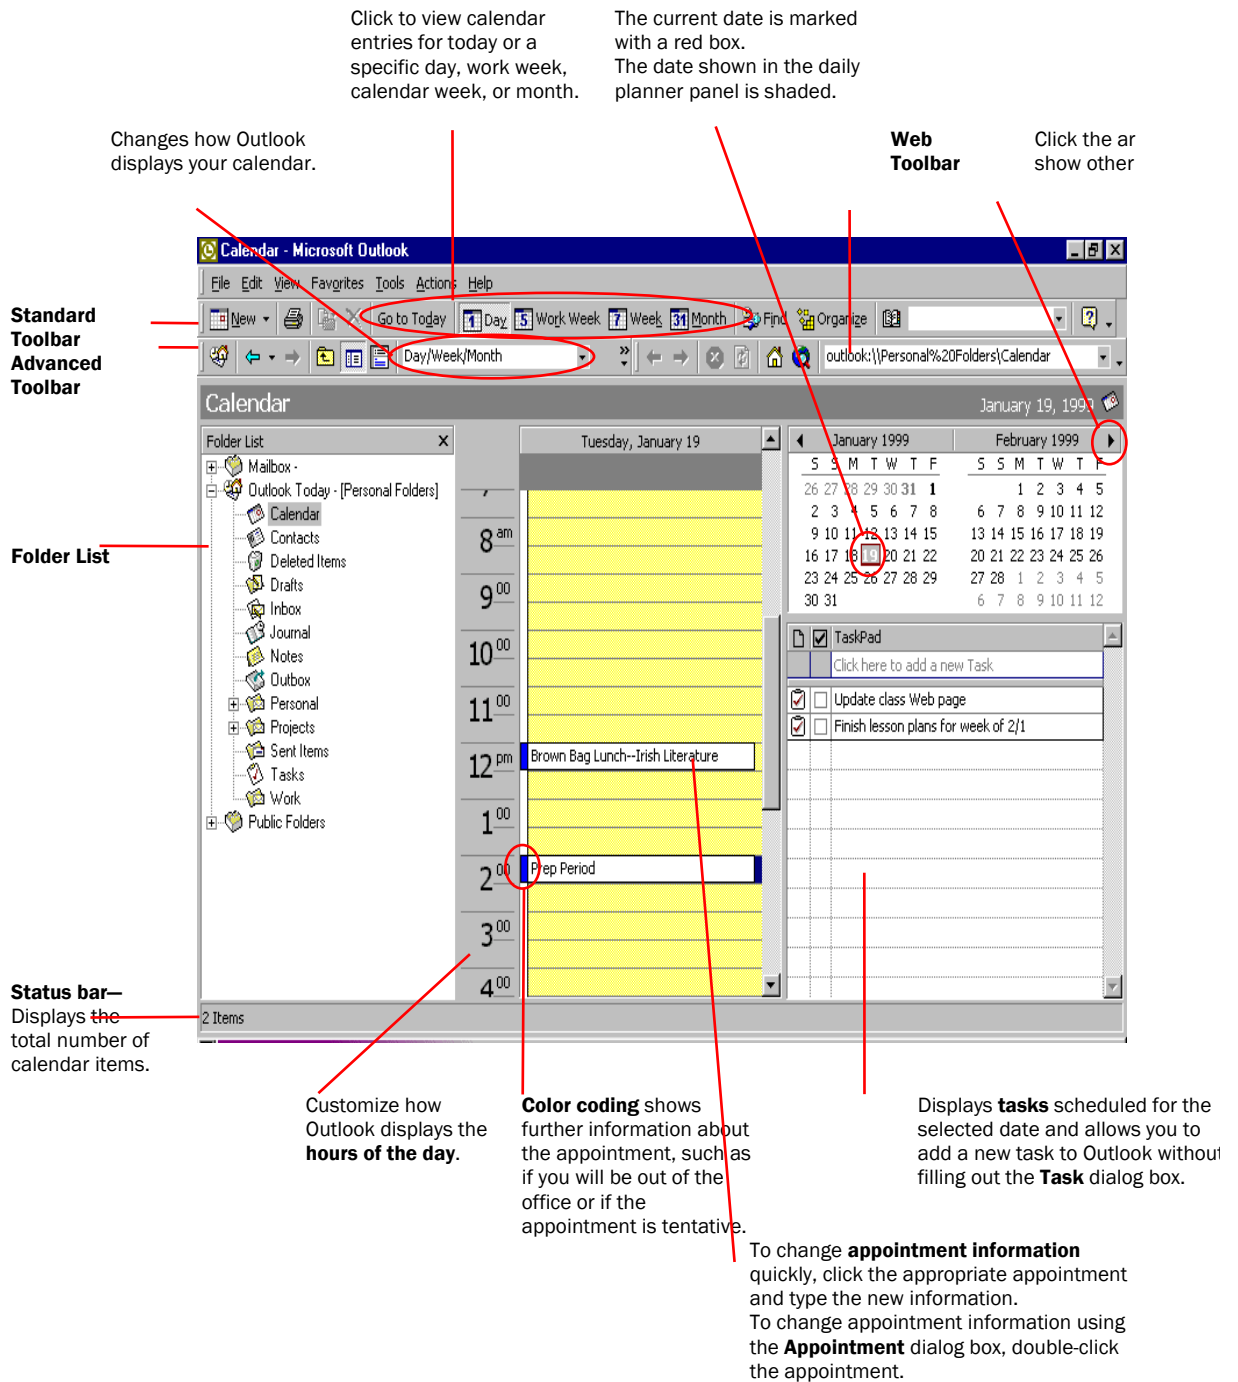 Click to view calendar
entries for today or a
specific day, work week,
calendar week, or month.
The current date is marked
with a red box.
The date shown in the daily
planner panel is shaded.
Changes how Outlook
displays your calendar.
Web
Toolbar
Click the ar
show other
Calendar - Microsoft Outlook
File Edit View Favorites Tools Actions Help
Standard
Toolbar
Advanced
Toolbar
New Go to Today 1 Day 5 Work Week 7 Week 31 Month Find Organize
Day/Week/Month » outlook:\\Personal%20Folders\Calendar
Calendar January 19, 1999
Folder List X
Mailbox -
Outlook Today - [Personal Folders]
Calendar
Contacts
Deleted Items
Drafts
Inbox
Journal
Notes
Outbox
Personal
Projects
Sent Items
Tasks
Work
Public Folders
Folder List
Tuesday, January 19
8 am
9 00
10 00
11 00
12 pm Brown Bag Lunch--Irish Literature
1 00
2 00 Prep Period
3 00
4 00
January 1999
S S M T W T F
26 27 28 29 30 31 1
2 3 4 5 6 7 8
9 10 11 12 13 14 15
16 17 18 19 20 21 22
23 24 25 26 27 28 29
30 31
February 1999
S S M T W T F
1 2 3 4 5
6 7 8 9 10 11 12
13 14 15 16 17 18 19
20 21 22 23 24 25 26
27 28 1 2 3 4 5
6 7 8 9 10 11 12
TaskPad
Click here to add a new Task
Update class Web page
Finish lesson plans for week of 2/1
2 Items
Status bar—
Displays the
total number of
calendar items.
Customize how
Outlook displays the
hours of the day.
Color coding shows
further information about
the appointment, such as
if you will be out of the
office or if the
appointment is tentative.
Displays tasks scheduled for the
selected date and allows you to
add a new task to Outlook without
filling out the Task dialog box.
To change appointment information
quickly, click the appropriate appointment
and type the new information.
To change appointment information using
the Appointment dialog box, double-click
the appointment.